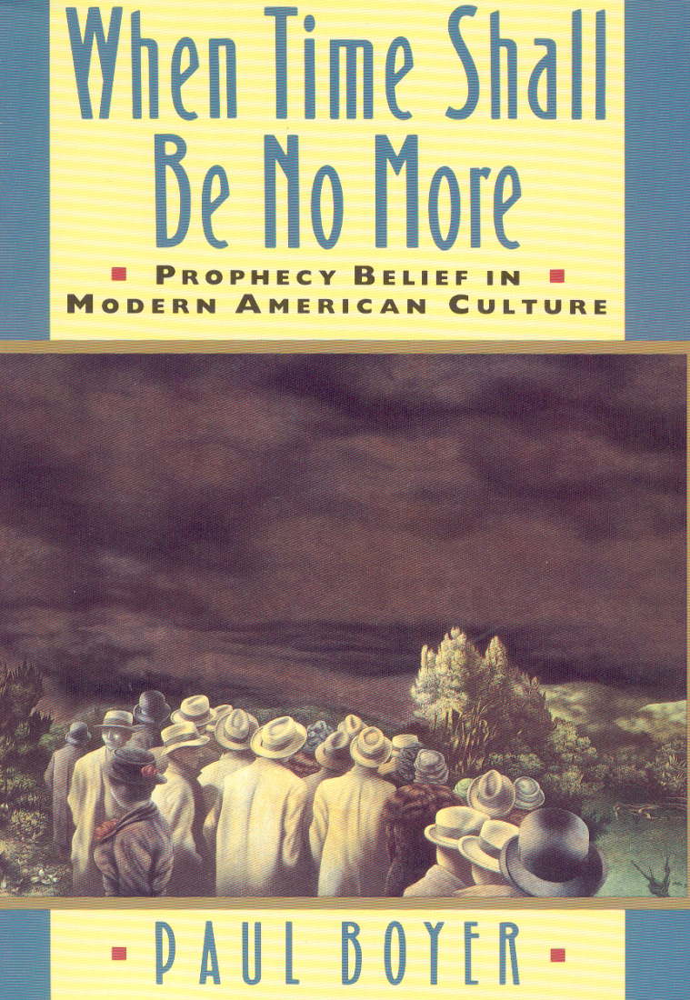 When Time Shall
Be No More
PROPHECY BELIEF IN
MODERN AMERICAN CULTURE
PAUL BOYER